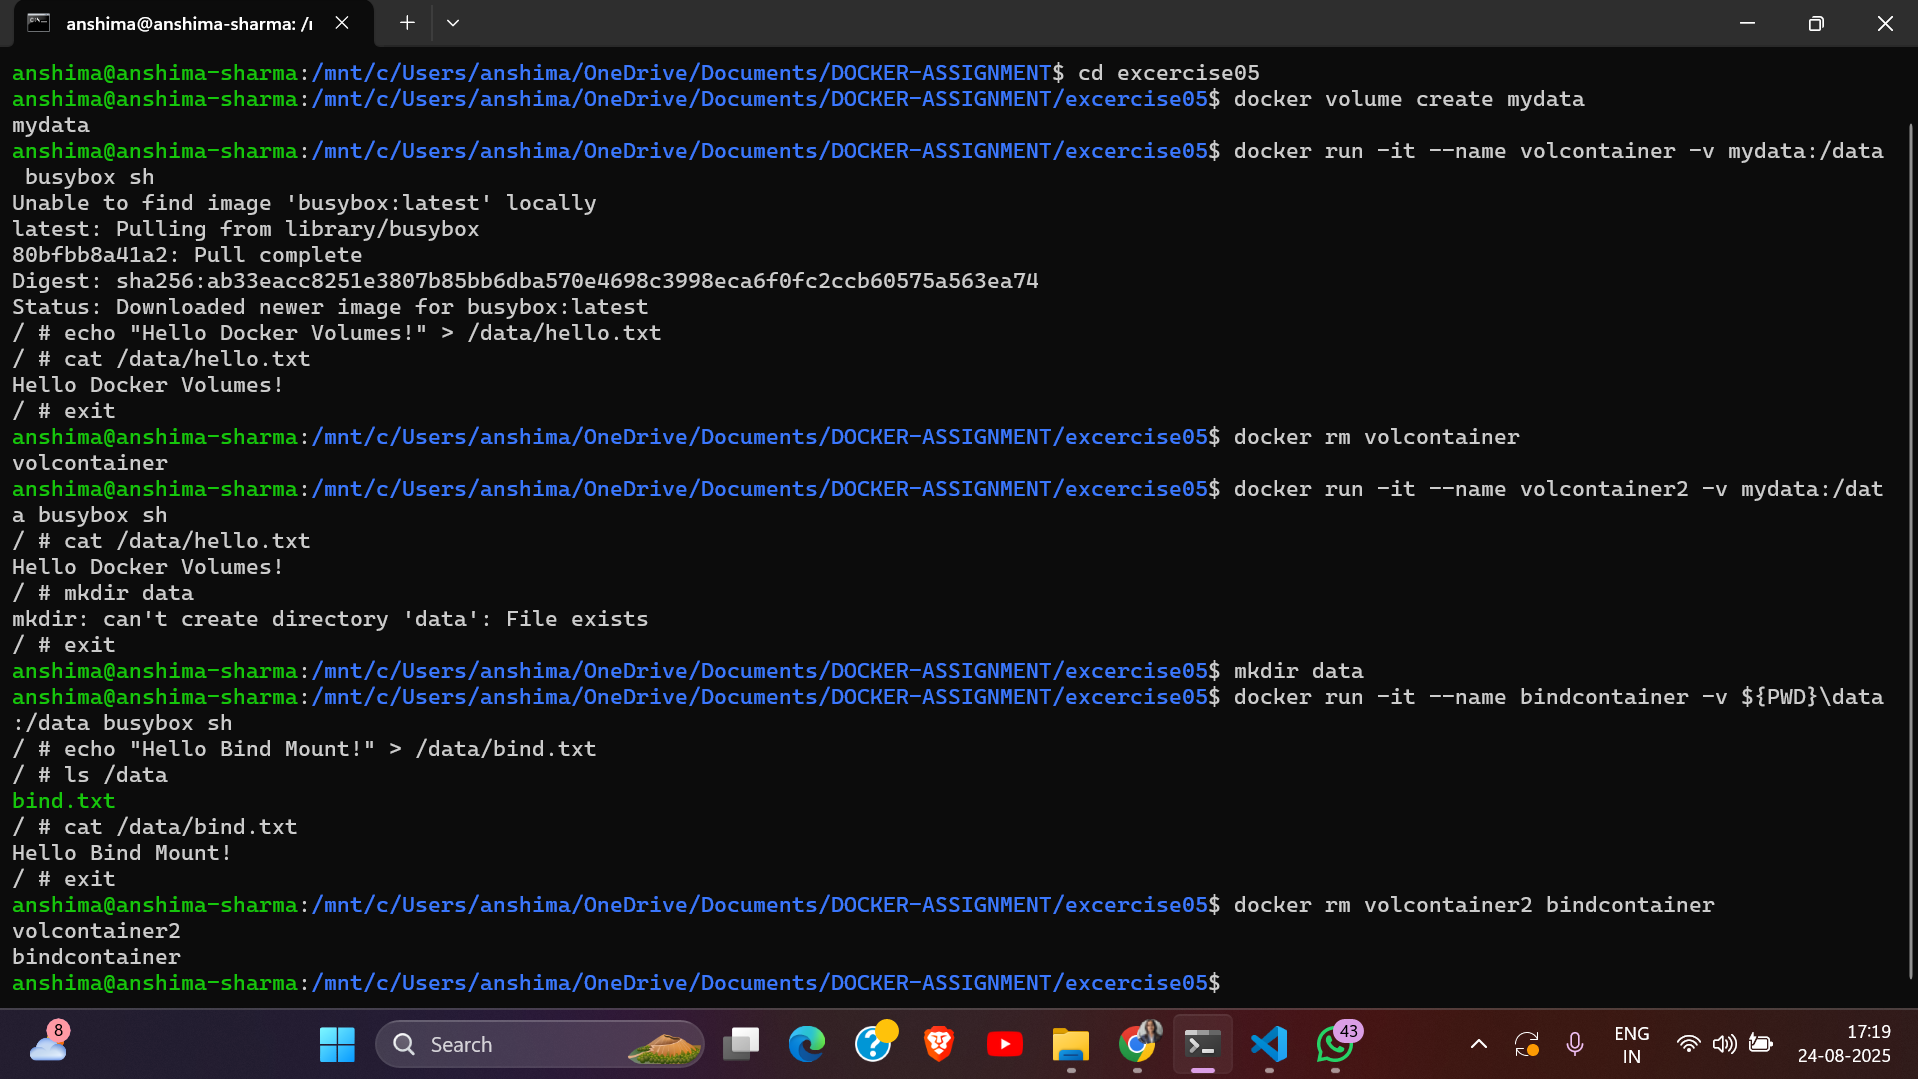 anshima@anshima-sharma: /r
anshima@anshima-sharma:/mnt/c/Users/anshima/OneDrive/Documents/DOCKER-ASSIGNMENT$ cd excercise05
anshima@anshima-sharma:/mnt/c/Users/anshima/OneDrive/Documents/DOCKER-ASSIGNMENT/excercise05$ docker volume create mydata
mydata
anshima@anshima-sharma:/mnt/c/Users/anshima/OneDrive/Documents/DOCKER-ASSIGNMENT/excercise05$ docker run -it --name volcontainer -v mydata:/data
 busybox sh
Unable to find image 'busybox:latest' locally
latest: Pulling from library/busybox
80bfbb8a41a2: Pull complete
Digest: sha256:ab33eacc8251e3807b85bb6dba570e4698c3998eca6f0fc2ccb60575a563ea74
Status: Downloaded newer image for busybox:latest
/ # echo "Hello Docker Volumes!" > /data/hello.txt
/ # cat /data/hello.txt
Hello Docker Volumes!
/ # exit
anshima@anshima-sharma:/mnt/c/Users/anshima/OneDrive/Documents/DOCKER-ASSIGNMENT/excercise05$ docker rm volcontainer
volcontainer
anshima@anshima-sharma:/mnt/c/Users/anshima/OneDrive/Documents/DOCKER-ASSIGNMENT/excercise05$ docker run -it --name volcontainer2 -v mydata:/dat
a busybox sh
/ # cat /data/hello.txt
Hello Docker Volumes!
/ # mkdir data
mkdir: can't create directory 'data': File exists
/ # exit
anshima@anshima-sharma:/mnt/c/Users/anshima/OneDrive/Documents/DOCKER-ASSIGNMENT/excercise05$ mkdir data
anshima@anshima-sharma:/mnt/c/Users/anshima/OneDrive/Documents/DOCKER-ASSIGNMENT/excercise05$ docker run -it --name bindcontainer -v ${PWD}\data
:/data busybox sh
/ # echo "Hello Bind Mount!" > /data/bind.txt
/ # ls /data
bind.txt
/ # cat /data/bind.txt
Hello Bind Mount!
/ # exit
anshima@anshima-sharma:/mnt/c/Users/anshima/OneDrive/Documents/DOCKER-ASSIGNMENT/excercise05$ docker rm volcontainer2 bindcontainer
volcontainer2
bindcontainer
anshima@anshima-sharma:/mnt/c/Users/anshima/OneDrive/Documents/DOCKER-ASSIGNMENT/excercise05$
8
Search
43
ENG
IN
17:19
24-08-2025